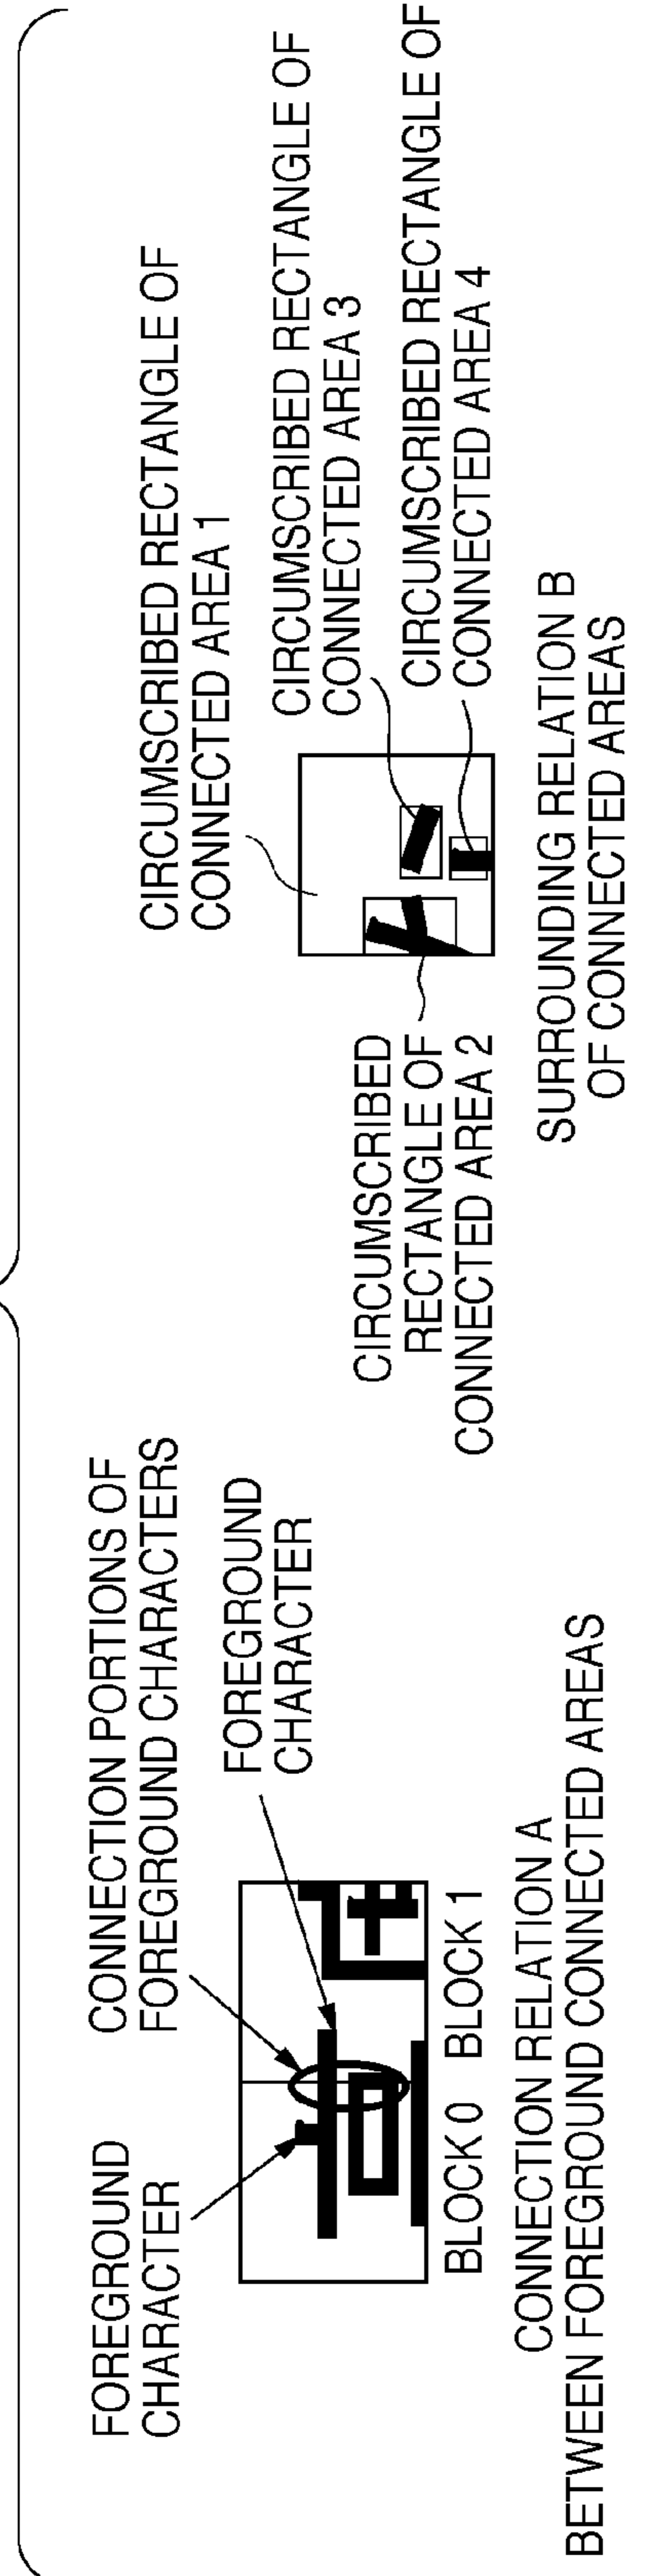 FOREGROUND
CHARACTER
CONNECTION PORTIONS OF
FOREGROUND CHARACTERS
FOREGROUND
CHARACTER
BLOCK 0
BLOCK 1
CONNECTION RELATION A
BETWEEN FOREGROUND CONNECTED AREAS
CIRCUMSCRIBED RECTANGLE OF
CONNECTED AREA 1
CIRCUMSCRIBED RECTANGLE OF
CONNECTED AREA 3
CIRCUMSCRIBED RECTANGLE OF
CONNECTED AREA 4
CIRCUMSCRIBED
RECTANGLE OF
CONNECTED AREA 2
SURROUNDING RELATION B
OF CONNECTED AREAS